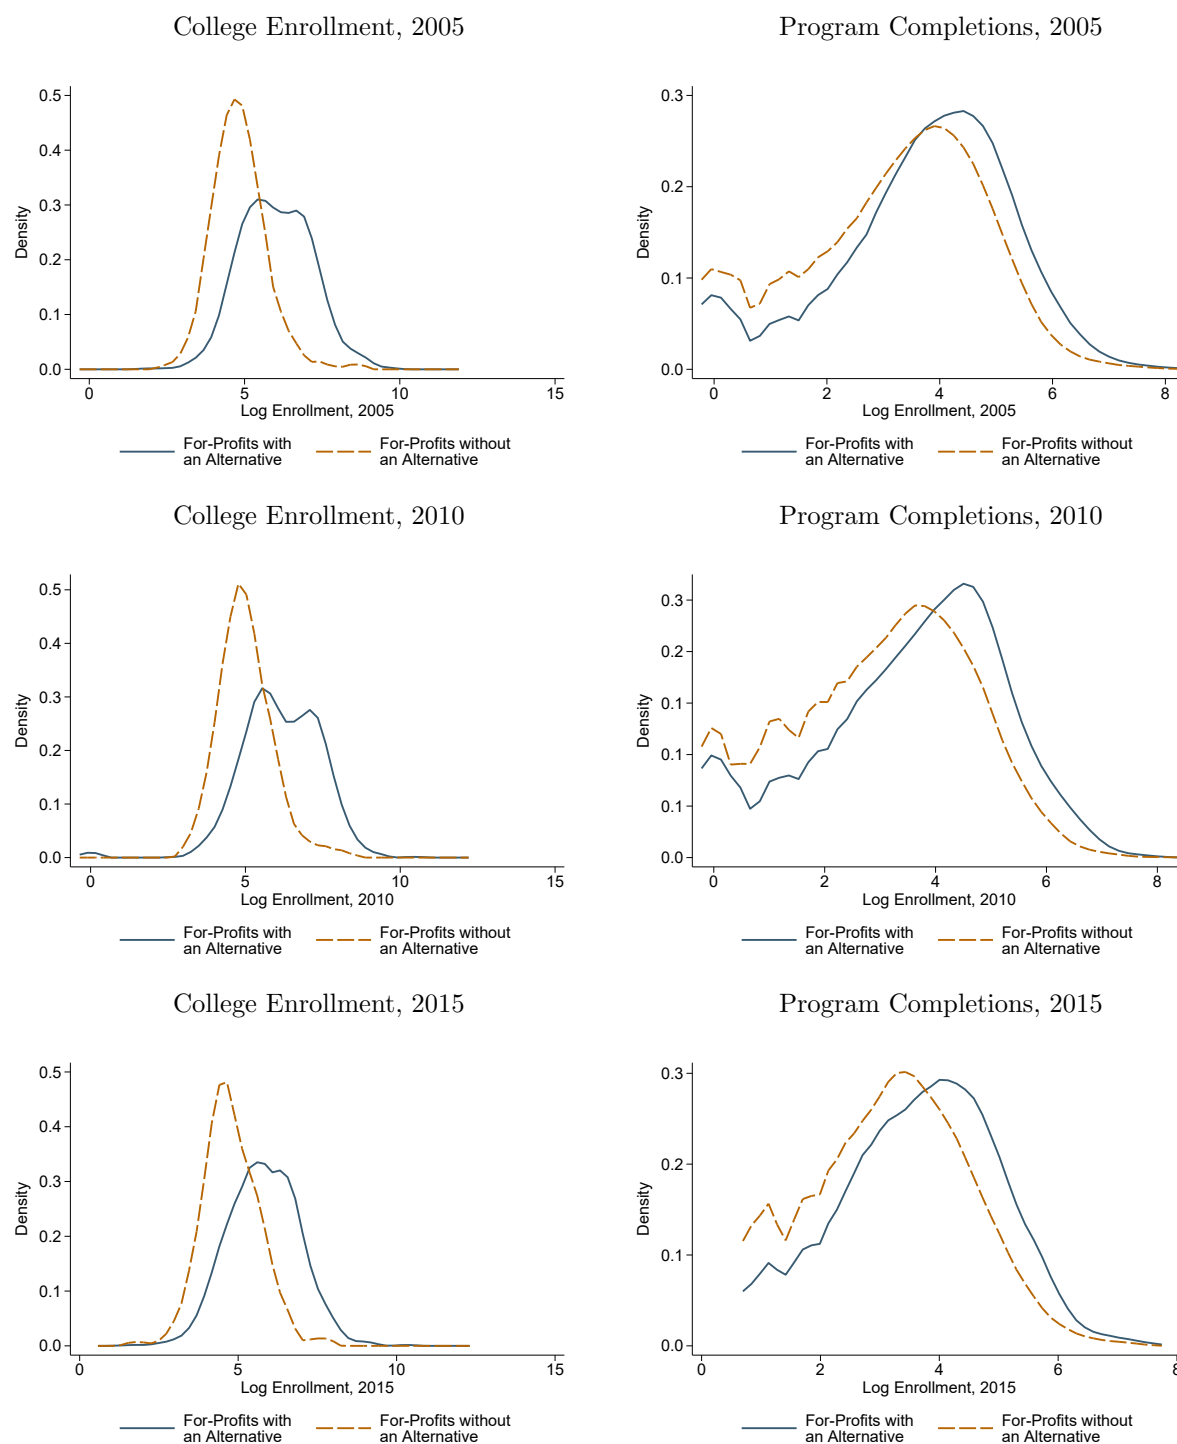 College Enrollment, 2005
0.5
0.4
0.3
0.2
0.1
0.0
Density
0 5 10 15
Log Enrollment, 2005
For-Profits with
an Alternative
For-Profits without
an Alternative
Program Completions, 2005
0.3
0.2
0.1
0.0
Density
0 2 4 6 8
Log Enrollment, 2005
For-Profits with
an Alternative
For-Profits without
an Alternative
College Enrollment, 2010
0.5
0.4
0.3
0.2
0.1
0.0
Density
0 5 10 15
Log Enrollment, 2010
For-Profits with
an Alternative
For-Profits without
an Alternative
Program Completions, 2010
0.3
0.2
0.1
0.1
0.1
0.0
Density
0 2 4 6 8
Log Enrollment, 2010
For-Profits with
an Alternative
For-Profits without
an Alternative
College Enrollment, 2015
0.5
0.4
0.3
0.2
0.1
0.0
Density
0 5 10 15
Log Enrollment, 2015
For-Profits with
an Alternative
For-Profits without
an Alternative
Program Completions, 2015
0.3
0.2
0.1
0.0
Density
0 2 4 6 8
Log Enrollment, 2015
For-Profits with
an Alternative
For-Profits without
an Alternative